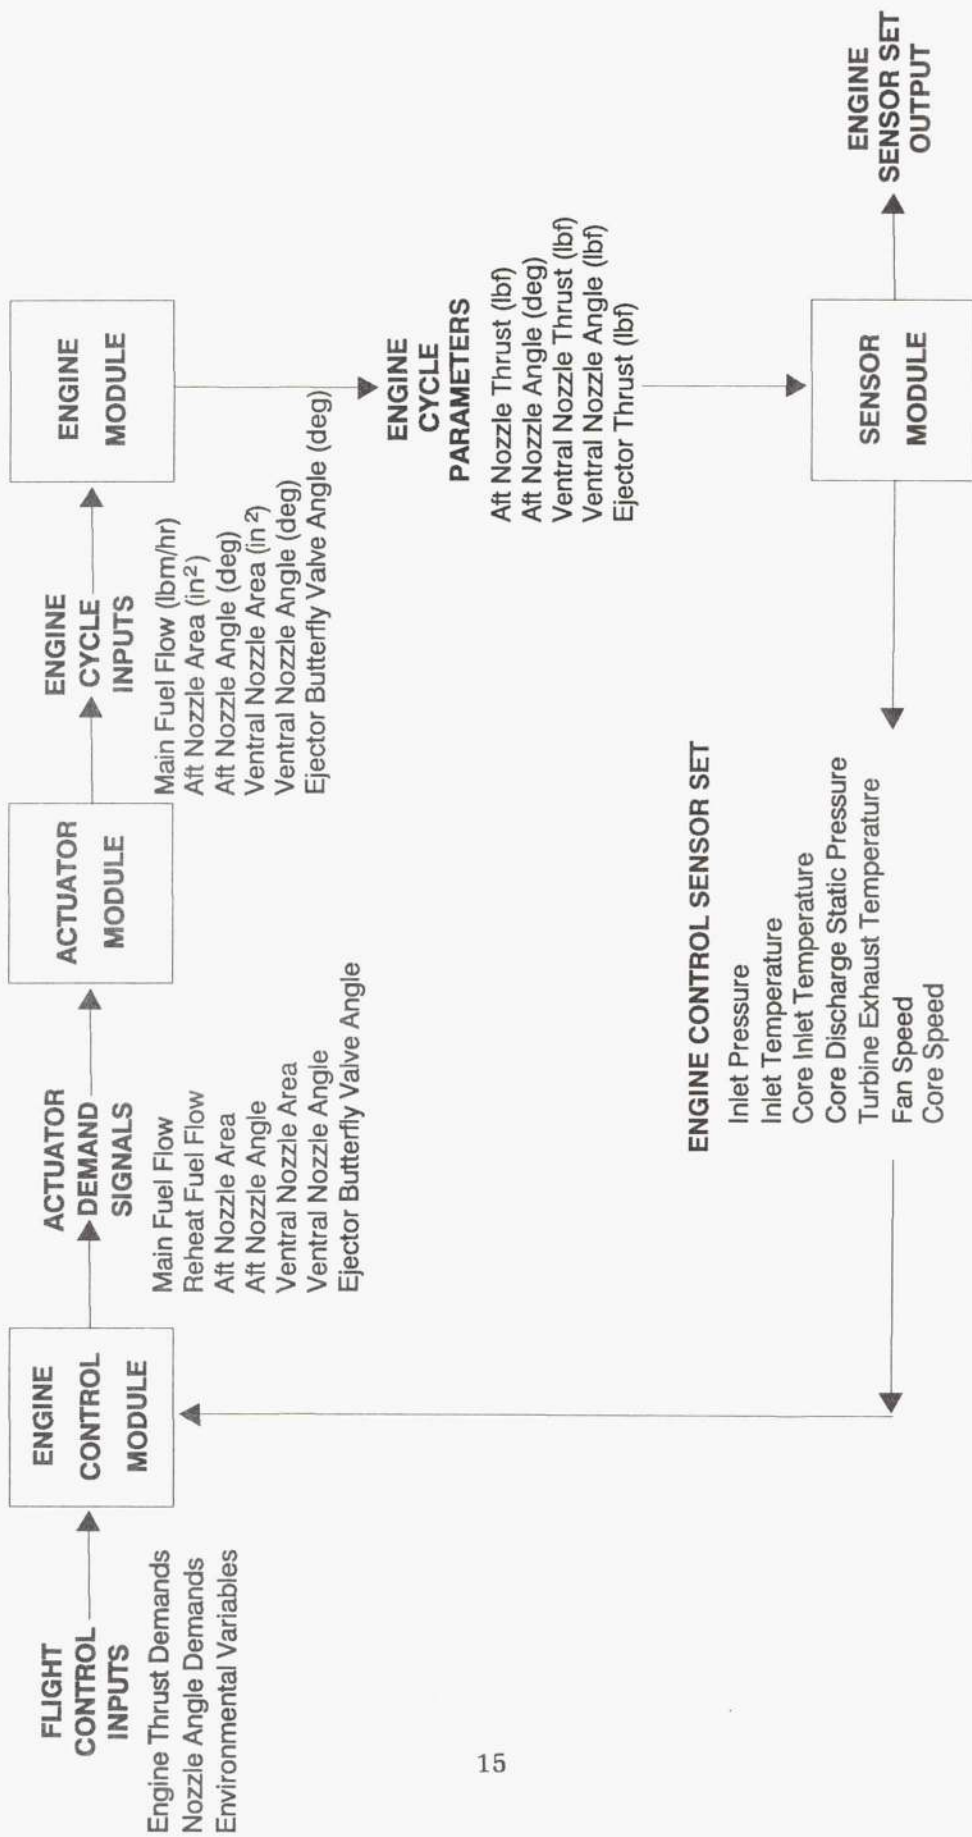 FLIGHT
CONTROL
INPUTS
Engine Thrust Demands
Nozzle Angle Demands
Environmental Variables
ENGINE
CONTROL
MODULE
ACTUATOR
DEMAND
SIGNALS
Main Fuel Flow
Reheat Fuel Flow
Aft Nozzle Area
Aft Nozzle Angle
Ventral Nozzle Area
Ventral Nozzle Angle
Ejector Butterfly Valve Angle
ACTUATOR
MODULE
ENGINE
CYCLE
INPUTS
Main Fuel Flow (lbm/hr)
Aft Nozzle Area (in²)
Aft Nozzle Angle (deg)
Ventral Nozzle Area (in²)
Ventral Nozzle Angle (deg)
Ejector Butterfly Valve Angle (deg)
ENGINE
MODULE
ENGINE
CYCLE
PARAMETERS
Aft Nozzle Thrust (lbf)
Aft Nozzle Angle (deg)
Ventral Nozzle Thrust (lbf)
Ventral Nozzle Angle (lbf)
Ejector Thrust (lbf)
SENSOR
MODULE
ENGINE
SENSOR SET
OUTPUT
ENGINE CONTROL SENSOR SET
Inlet Pressure
Inlet Temperature
Core Inlet Temperature
Core Discharge Static Pressure
Turbine Exhaust Temperature
Fan Speed
Core Speed
15